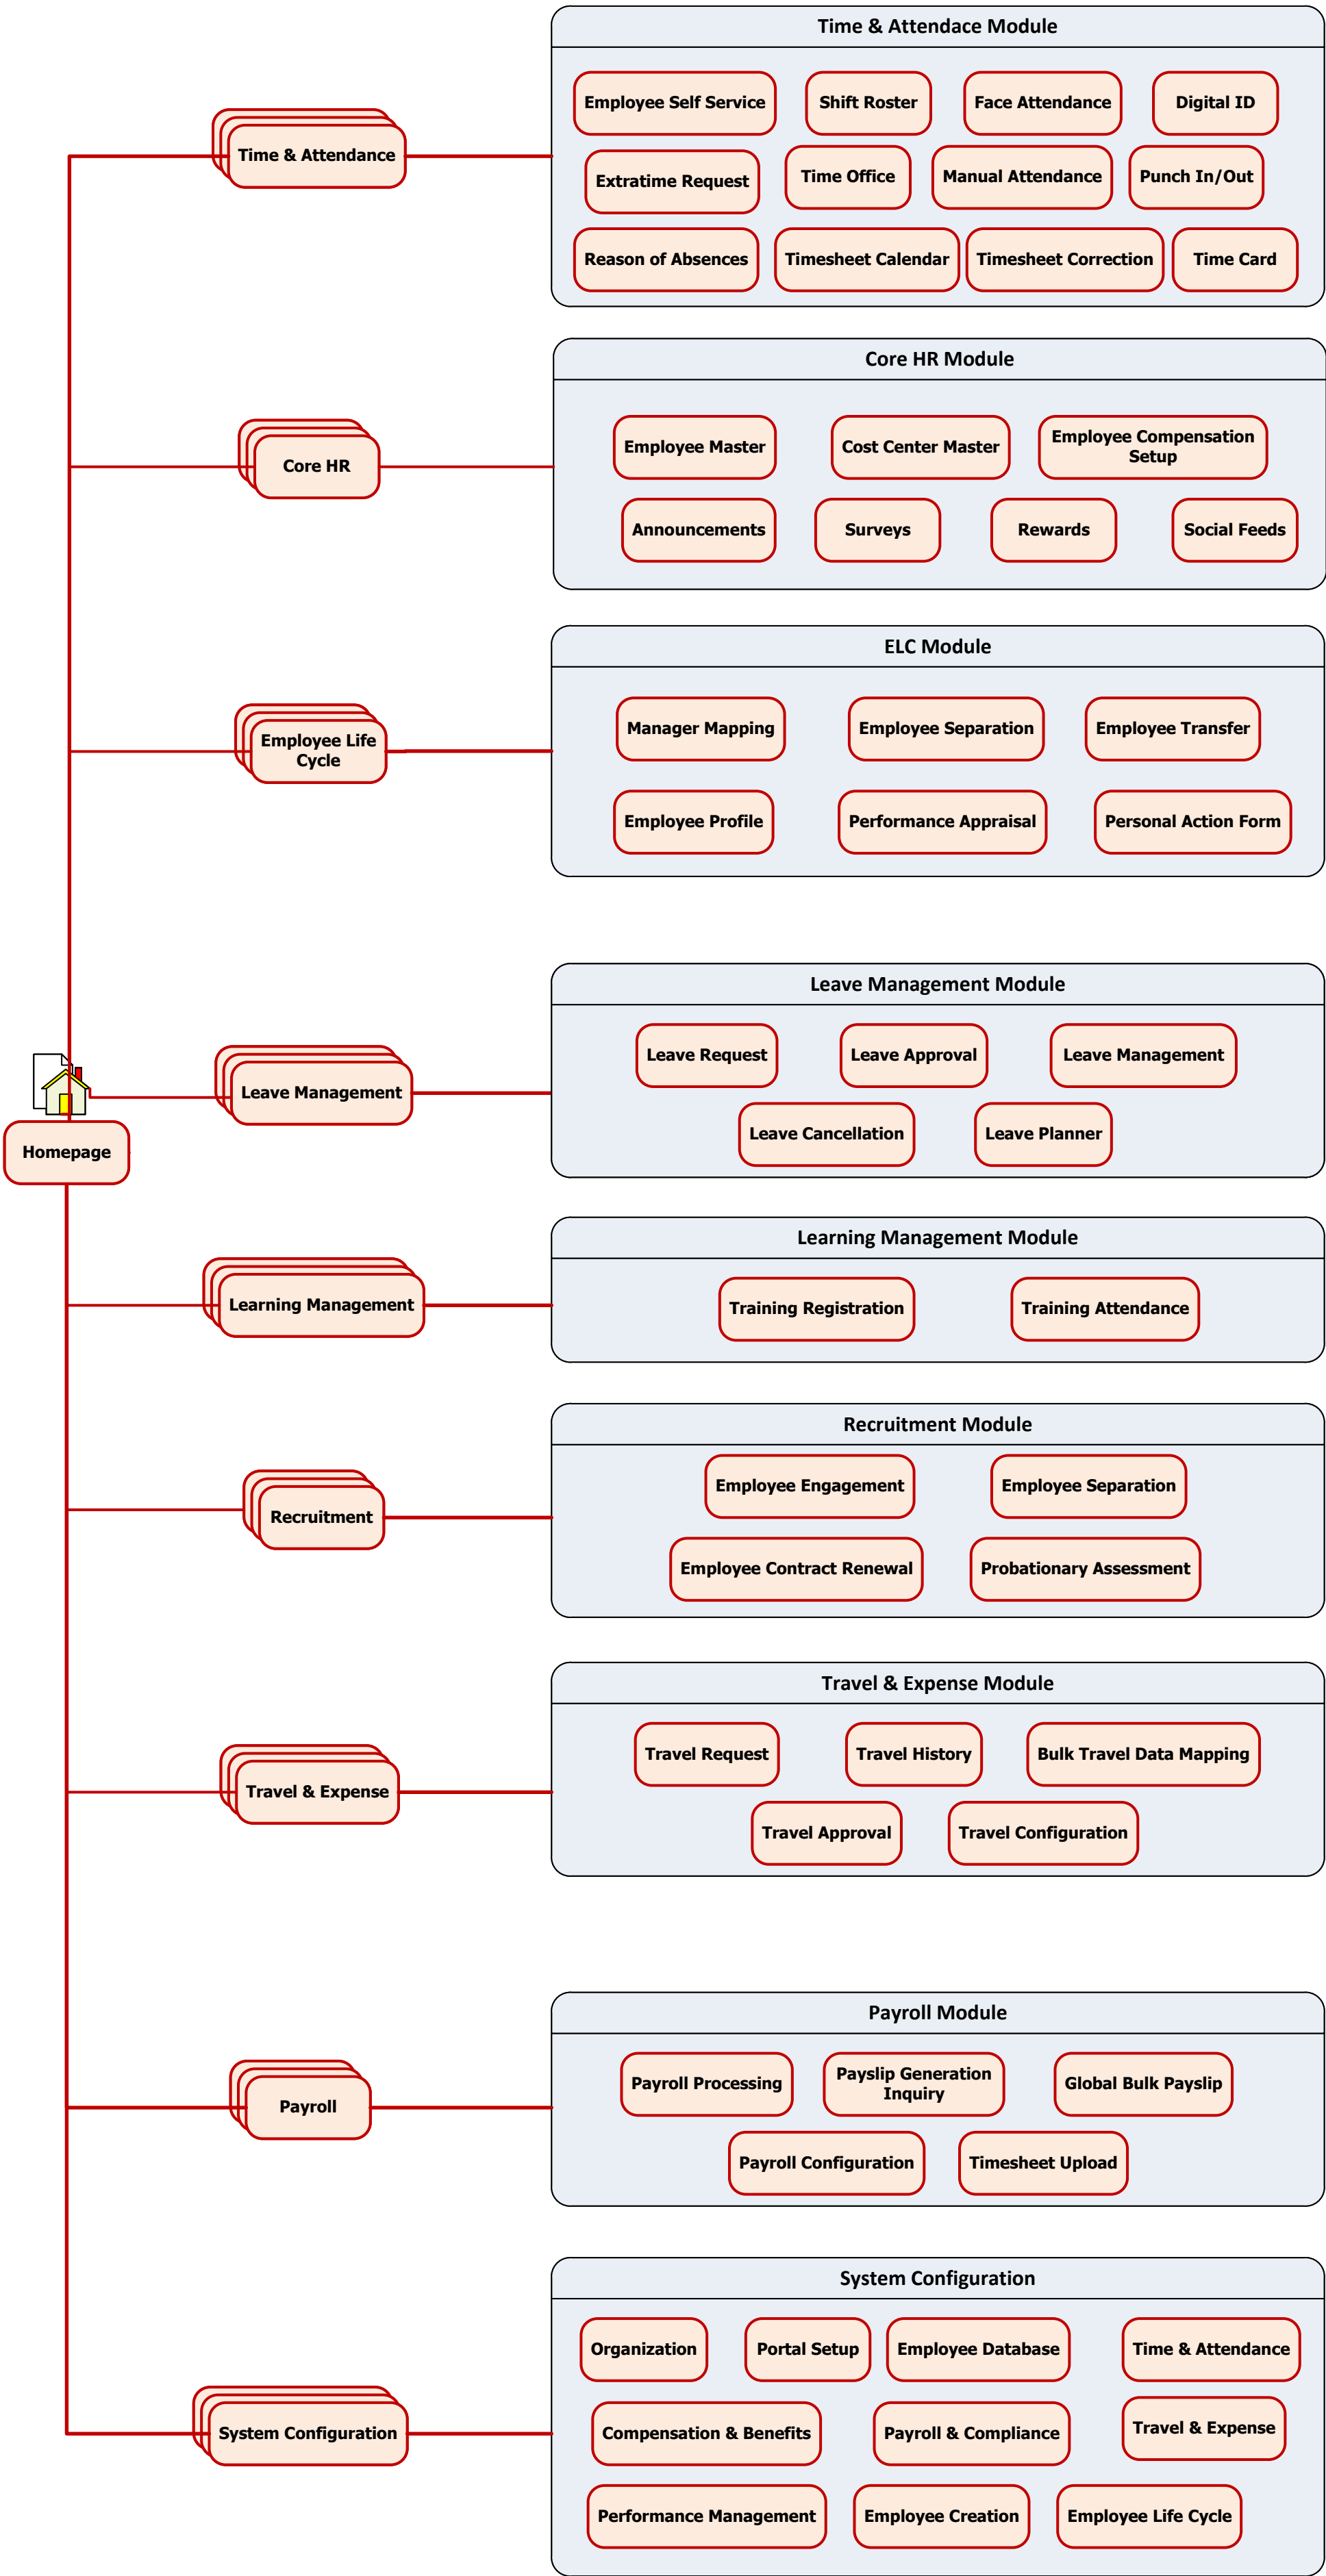 Time & Attendace Module
Employee Self Service
Shift Roster
Face Attendance
Digital ID
Time & Attendance
Extratime Request
Time Office
Manual Attendance
Punch In/Out
Reason of Absences
Timesheet Calendar
Timesheet Correction
Time Card
Core HR Module
Core HR
Employee Master
Cost Center Master
Employee Compensation
Setup
Announcements
Surveys
Rewards
Social Feeds
ELC Module
Employee Life
Cycle
Manager Mapping
Employee Separation
Employee Transfer
Employee Profile
Performance Appraisal
Personal Action Form
Leave Management Module
Leave Management
Leave Request
Leave Approval
Leave Management
Leave Cancellation
Leave Planner
Homepage
Learning Management Module
Learning Management
Training Registration
Training Attendance
Recruitment Module
Recruitment
Employee Engagement
Employee Separation
Employee Contract Renewal
Probationary Assessment
Travel & Expense Module
Travel & Expense
Travel Request
Travel History
Bulk Travel Data Mapping
Travel Approval
Travel Configuration
Payroll Module
Payroll
Payroll Processing
Payslip Generation
Inquiry
Global Bulk Payslip
Payroll Configuration
Timesheet Upload
System Configuration
System Configuration
Organization
Portal Setup
Employee Database
Time & Attendance
Compensation & Benefits
Payroll & Compliance
Travel & Expense
Performance Management
Employee Creation
Employee Life Cycle